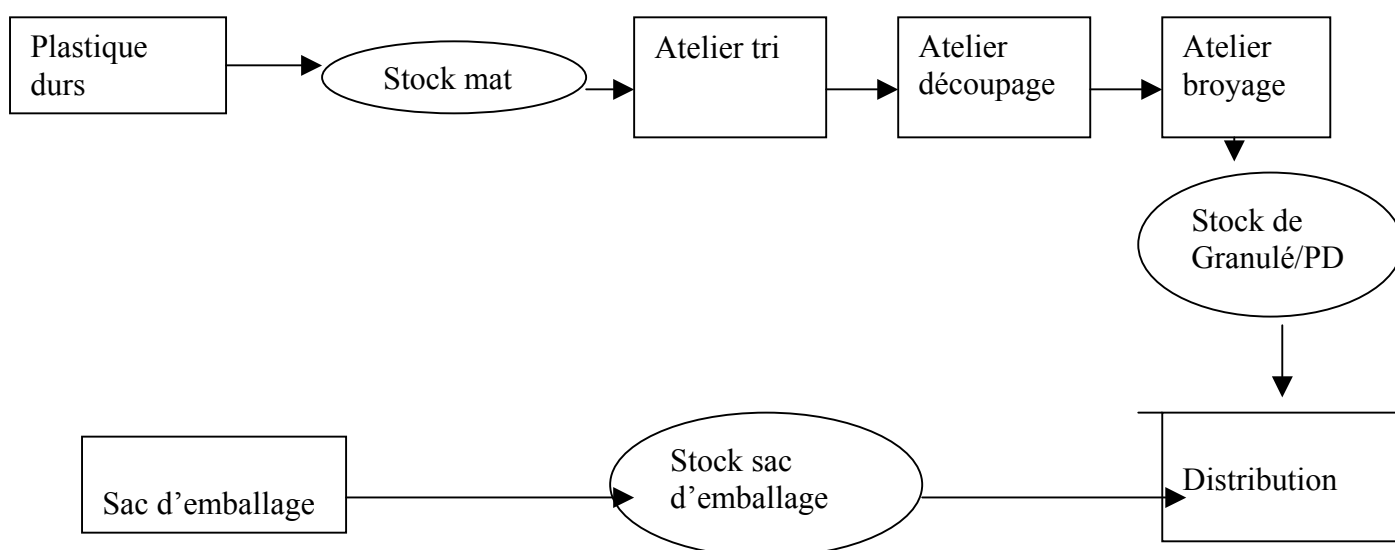 Plastique
durs
Stock mat
Atelier tri
Atelier
découpage
Atelier
broyage
Stock de
Granulé/PD
Sac d’emballage
Stock sac
d’emballage
Distribution